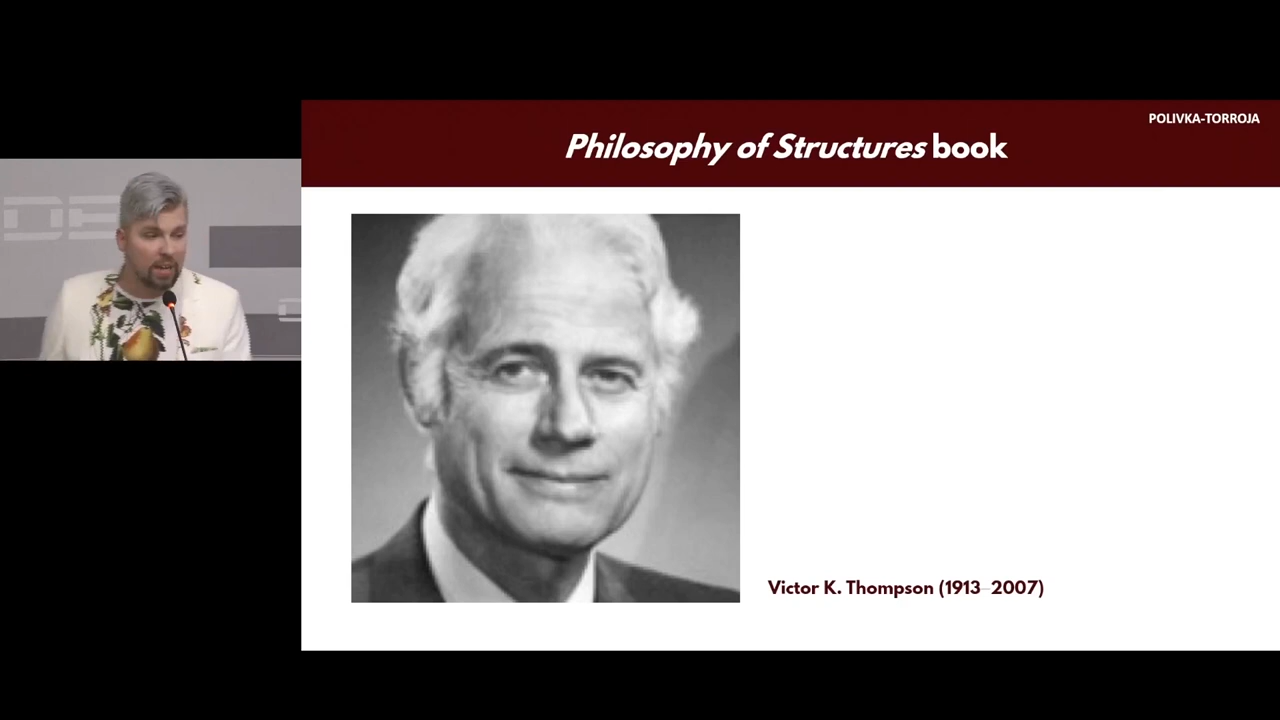 POLIVKA-TORROJA
Philosophy of Structures book
Victor K. Thompson (1913–2007)